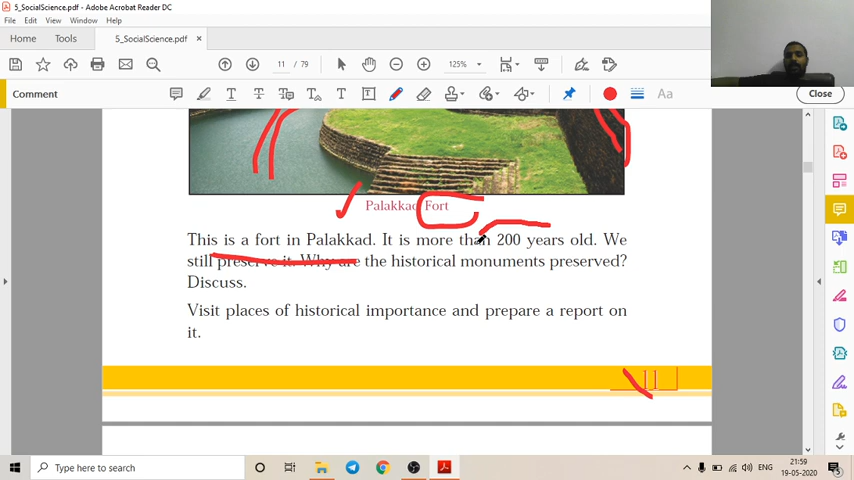 5_SocialScience.pdf - Adobe Acrobat Reader DC
File Edit View Window Help
Home Tools 5_SocialScience.pdf ×
11 / 79 125%
Comment Aa Close
Palakkad Fort
This is a fort in Palakkad. It is more than 200 years old. We
still preserve it. Why are the historical monuments preserved?
Discuss.
Visit places of historical importance and prepare a report on
it.
11
Type here to search
ENG
21:59
19-05-2020
5